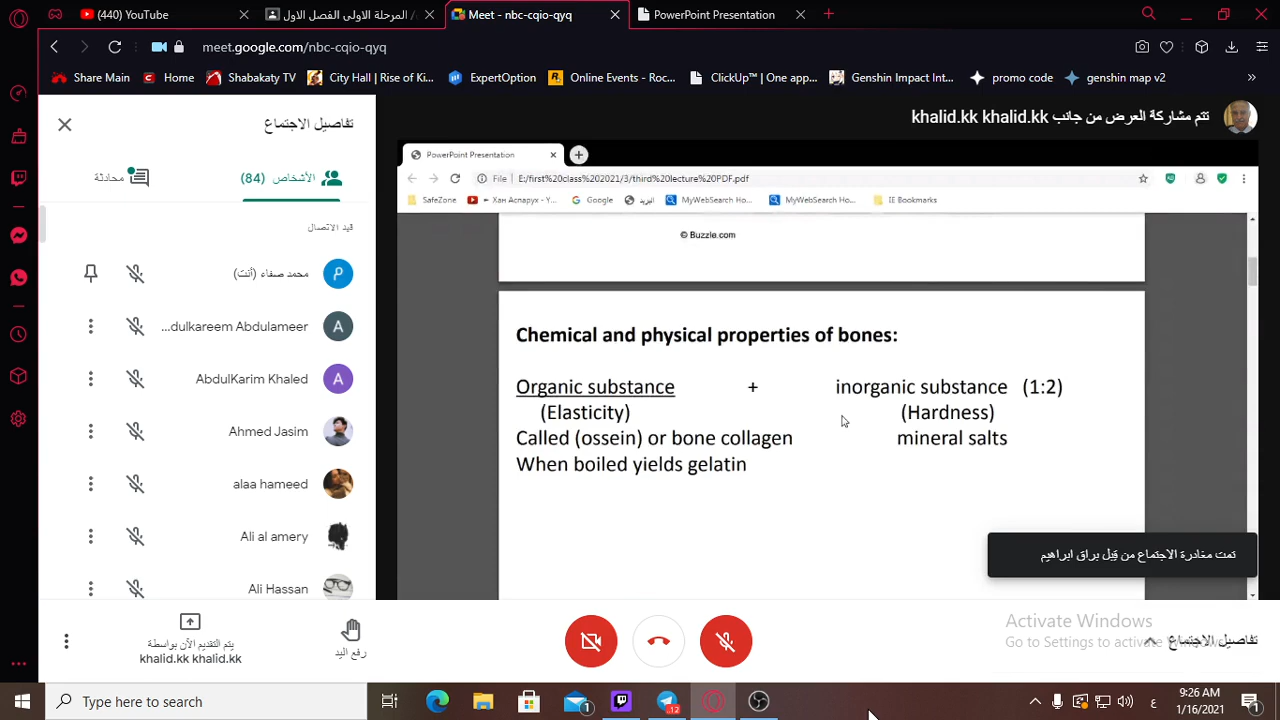 (440) YouTube
المرحلة الاولى الفصل الاول /
Meet - nbc-cqio-qyq
PowerPoint Presentation
meet.google.com/nbc-cqio-qyq
Share Main
Home
Shabakaty TV
City Hall | Rise of Ki...
ExpertOption
Online Events - Roc...
ClickUp™ | One app...
Genshin Impact Int...
promo code
genshin map v2
»
تفاصيل الاجتماع
الأشخاص (84)
محادثة
قيد الاتصال
محمد صفاء (أنت)
...dulkareem Abdulameer
AbdulKarim Khaled
Ahmed Jasim
alaa hameed
Ali al amery
Ali Hassan
تتم مشاركة العرض من جانب khalid.kk khalid.kk
PowerPoint Presentation
File | E:/first%20class%202021/3/third%20lecture%20PDF.pdf
SafeZone
Хан Аспарух - Y...
Google
البريد
MyWebSearch Ho...
MyWebSearch Ho...
IE Bookmarks
© Buzzle.com
Chemical and physical properties of bones:
Organic substance + inorganic substance (1:2)
(Elasticity) (Hardness)
Called (ossein) or bone collagen mineral salts
When boiled yields gelatin
تمت مغادرة الاجتماع من قِبل براق ابراهيم
يتم التقديم الآن بواسطة
khalid.kk khalid.kk
رفع اليد
Activate Windows
Go to Settings to activate
تفاصيل الاجتماع
Type here to search
1
12
ع
9:26 AM
1/16/2021
1